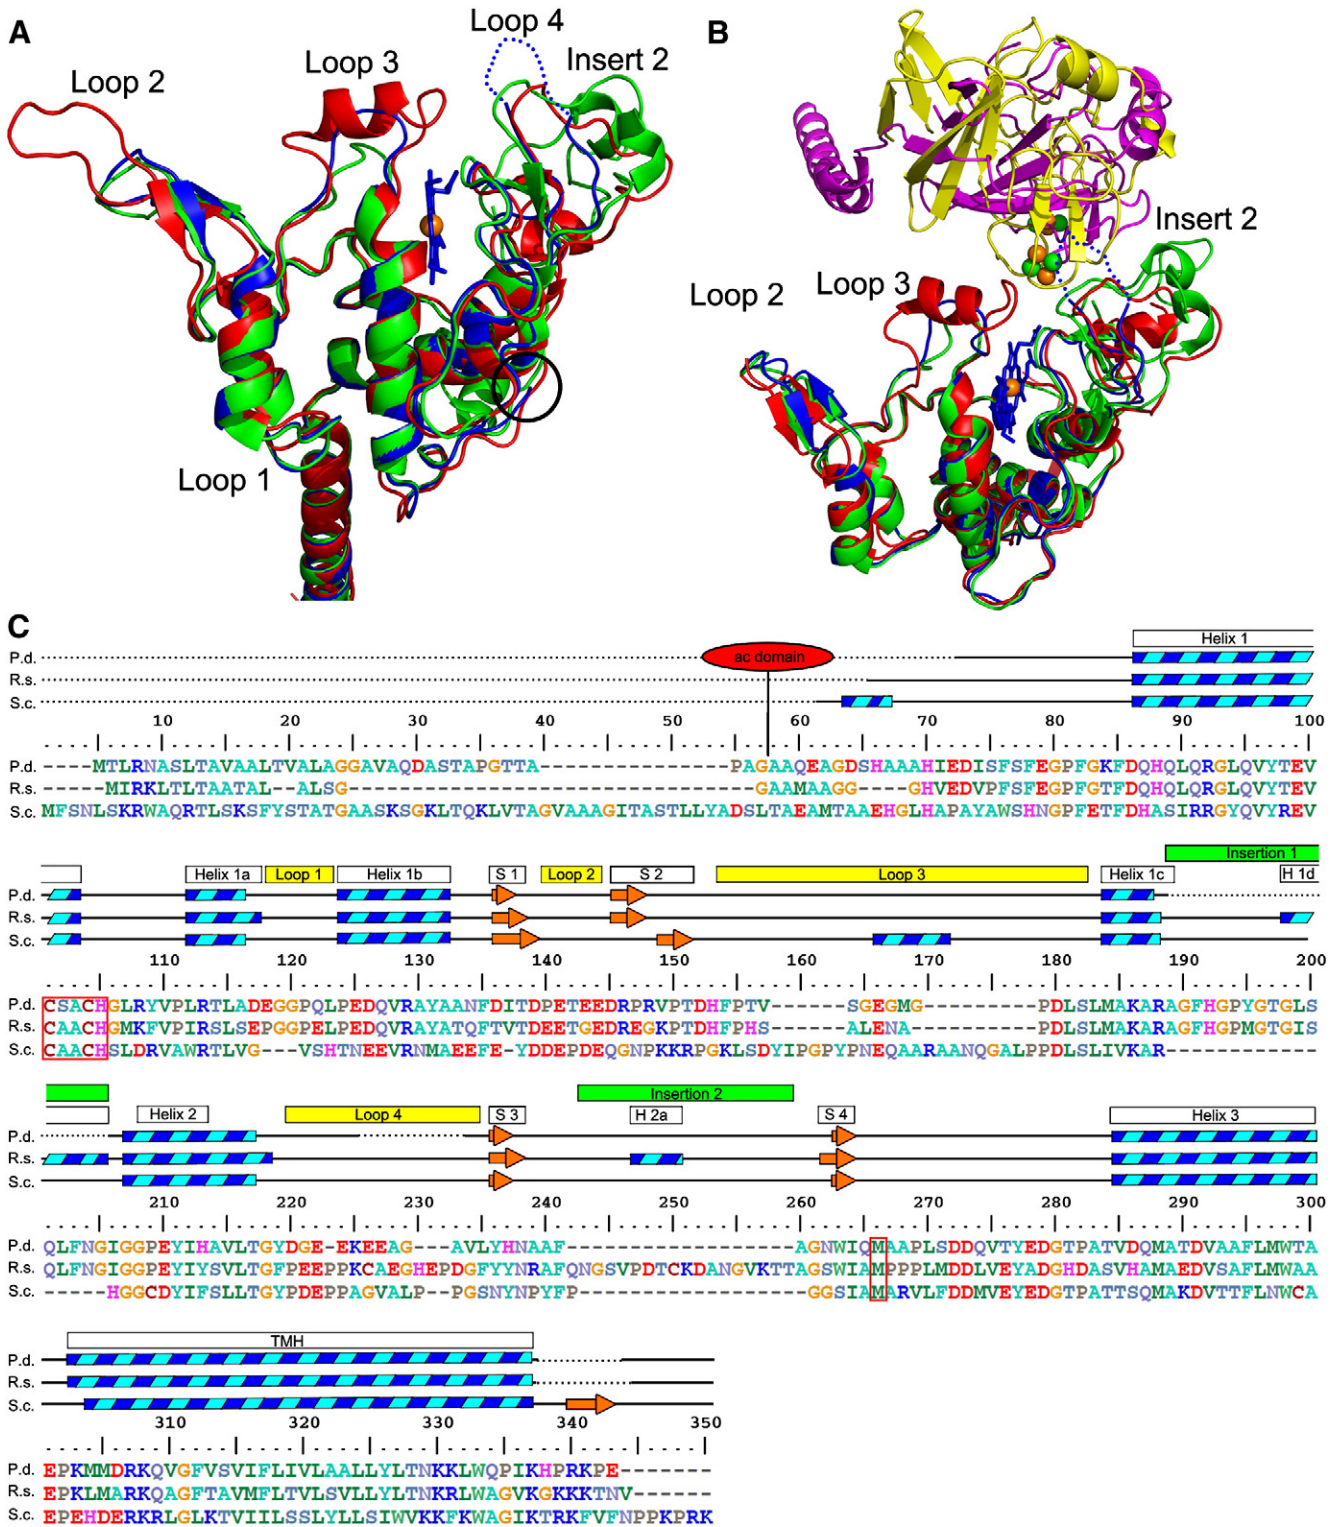 A
Loop 4
Loop 3
Insert 2
Loop 2
Loop 1
B
Insert 2
Loop 3
Loop 2
C
Helix 1
P.d.
ac domain
R.s.
S.c.
10 20 30 40 50 60 70 80 90 100
P.d. ----MTLRNASLTAVAALTVALAGGAVAQDASTAPGTTA---------------PAGAAQEAGDSHAAAHIEDISFSFEGPFGKFDQHQLQRGLQVYTEV
R.s. -----MIRKLTLTAATAL--ALSG--------------------------------GAAMAAGG----GHVEDVPFSFEGPFGTFDQHQLQRGLQVYTEV
S.c. MFSNLSKRWAQRTLSKSFYSTATGAASKSGKLTQKLVTAGVAAAGITASTLLYADSLTAEAMTAAEHGLHAPAYAWSHNGPFETFDHASIRRGYQVYREV
Insertion 1
Helix 1a Loop 1 Helix 1b S 1 Loop 2 S 2 Loop 3 Helix 1c H 1d
P.d.
R.s.
S.c.
110 120 130 140 150 160 170 180 190 200
P.d. CSACHGLRYVPLRTLADEGGPQLPEDQVRAYAANFDITDPETEEDRPRVPTDHFPTV------SGEGMG---------PDLSLMAKARAGFHGPYGTGLS
R.s. CAACHGMKFVPIRSLSEPGGPELPEDQVRAYATQFTVTDEETGEDREGKPTDHFPHS------ALENA----------PDLSLMAKARAGFHGPMGTGIS
S.c. CAACHSLDRVAWRTLVG---VSHTNEEVRNMAEEFE-YDDEPDEQGNPKKRPGKLSDYIPGPYPNEQAARAANQGALPPDLSLIVKAR------------
Insertion 2
Helix 2 Loop 4 S 3 H 2a S 4 Helix 3
P.d.
R.s.
S.c.
210 220 230 240 250 260 270 280 290 300
P.d. QLFNGIGGPEYIHAVLTGYDGE-EKEEAG---AVLYHNAAF------------------AGNWIQMAAPLSDDQVTYEDGTPATVDQMATDVAAFLMWTA
R.s. QLFNGIGGPEYIYSVLTGFPEEPPKCAEGHEPDGFYYNRAFQNGSVPDTCKDANGVKTTAGSWIAMPPPLMDDLVEYADGHDASVHAMAEDVSAFLMWAA
S.c. -----HGGCDYIFSLLTGYPDEPPAGVALP--PGSNYNPYFP------------------GGSIAMARVLFDDMVEYEDGTPATTSQMAKDVTTFLNWCA
TMH
P.d.
R.s.
S.c.
310 320 330 340 350
P.d. EPKMMDRKQVGFVSVIFLIVLAALLYLTNKKLWQPIKHPRKPE-------
R.s. EPKLMARKQAGFTAVMFLTVLSVLLYLTNKRLWAGVKGKKKTNV------
S.c. EPEHDERKRLGLKTVIILSSLYLLSIWVKKFKWAGIKTRKFVFNPPKPRK